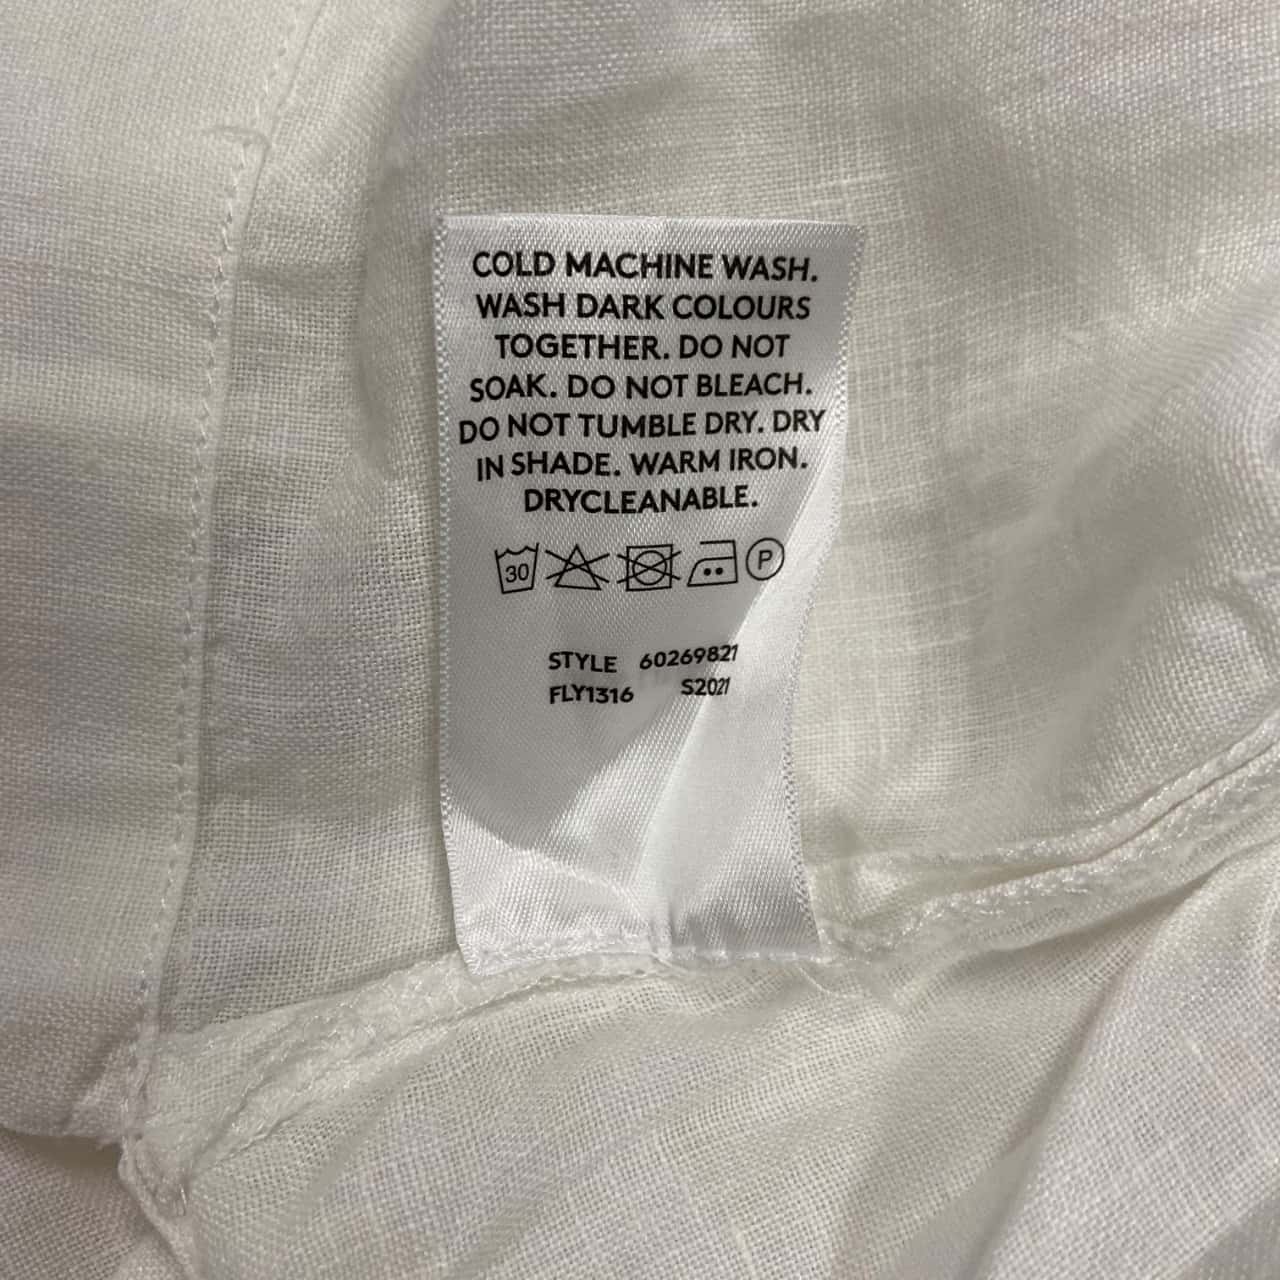 COLD MACHINE WASH.
WASH DARK COLOURS
TOGETHER. DO NOT
SOAK. DO NOT BLEACH.
DO NOT TUMBLE DRY. DRY
IN SHADE. WARM IRON.
DRYCLEANABLE.
30 P
STYLE 60269821
FLY1316 S2021